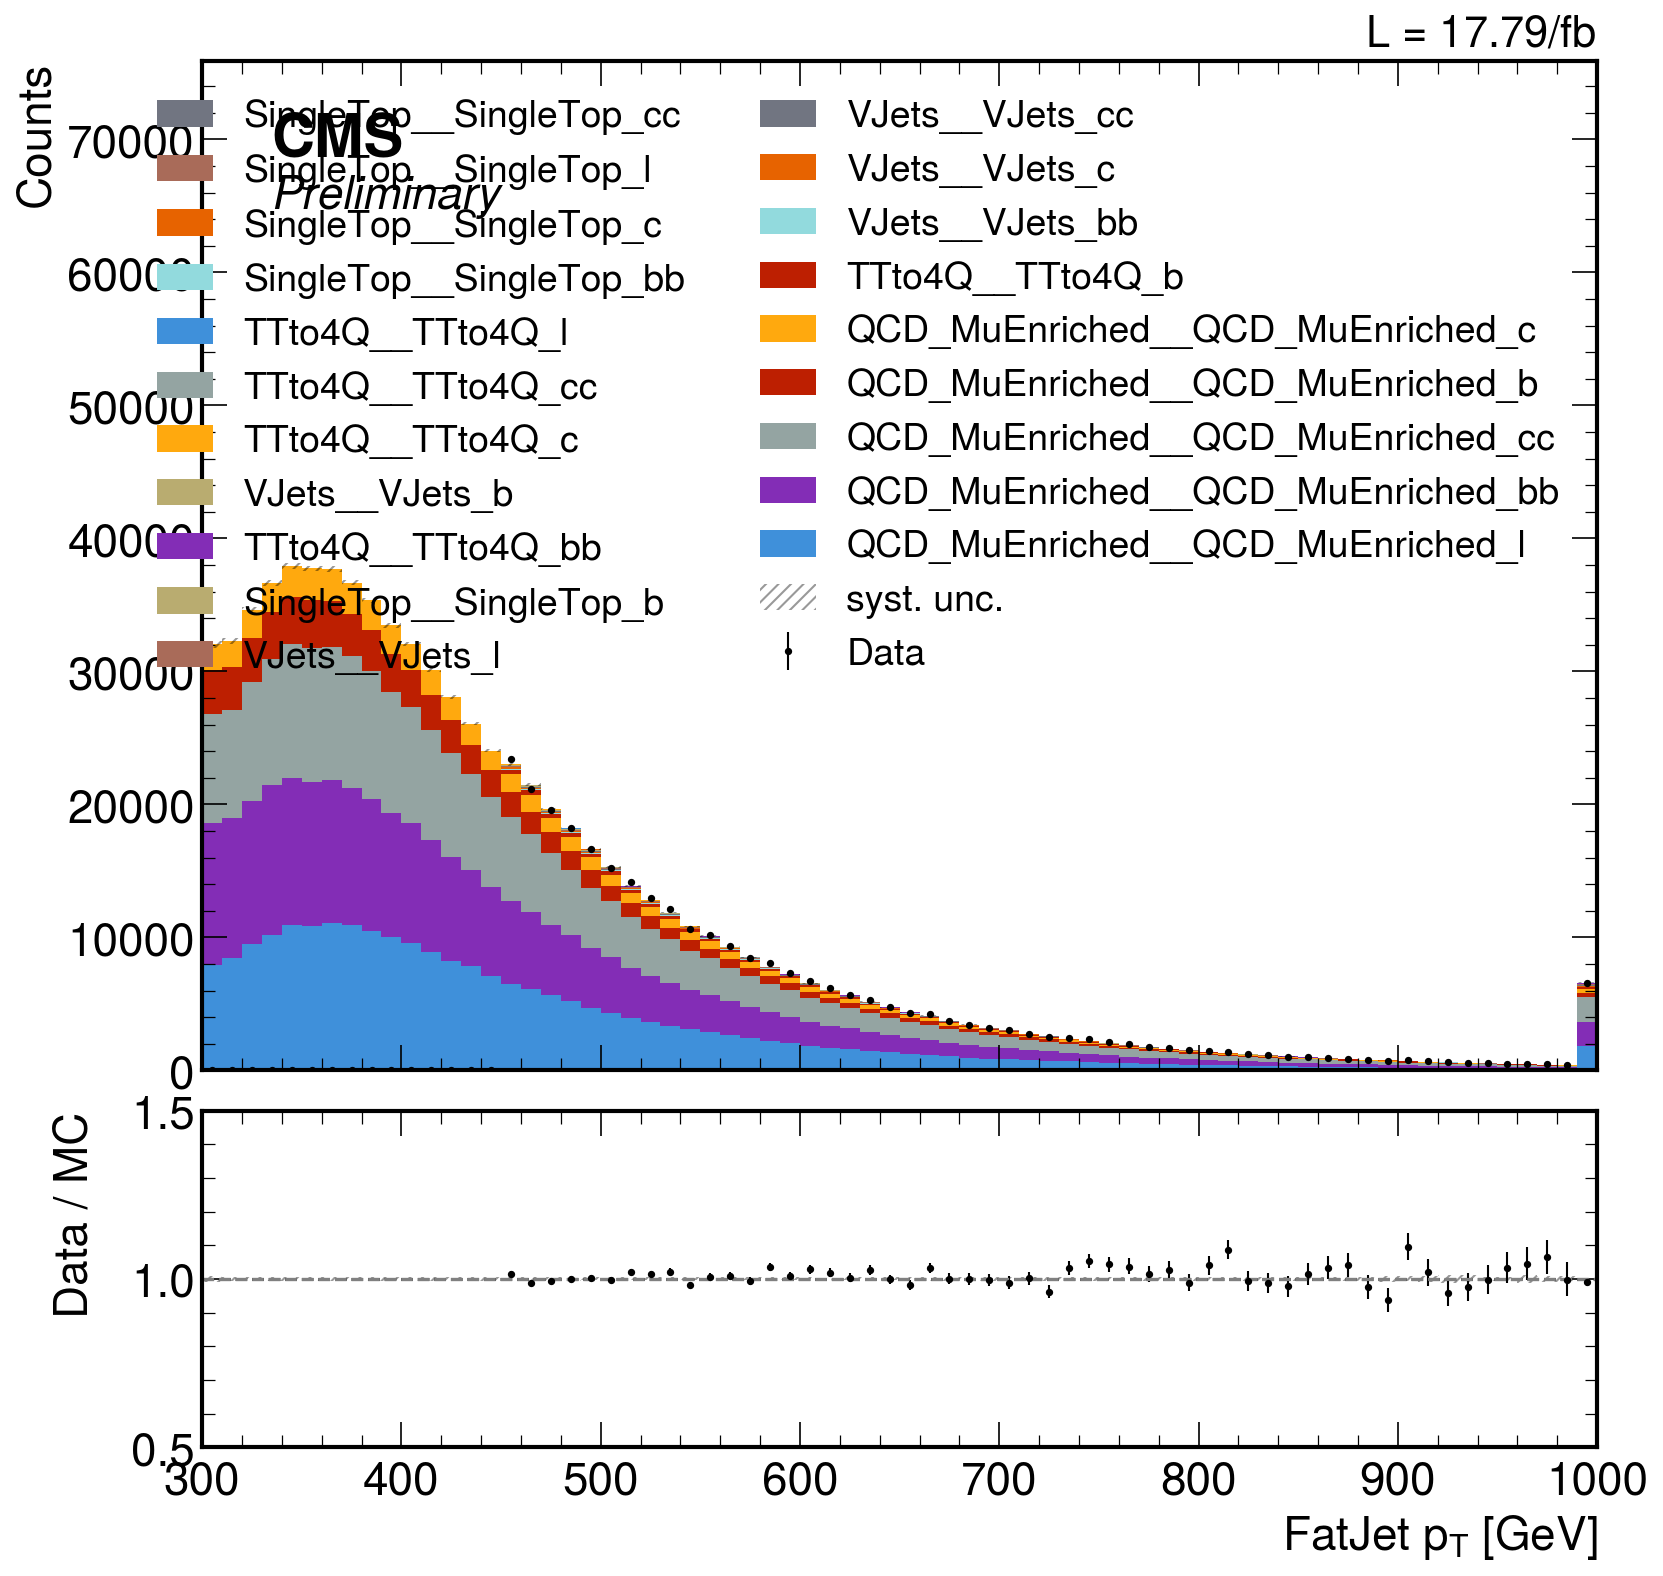 L = 17.79/fb
Counts
CMS
Preliminary
SingleTop__SingleTop_cc
SingleTop__SingleTop_l
SingleTop__SingleTop_c
SingleTop__SingleTop_bb
TTto4Q__TTto4Q_l
TTto4Q__TTto4Q_cc
TTto4Q__TTto4Q_c
VJets__VJets_b
TTto4Q__TTto4Q_bb
SingleTop__SingleTop_b
VJets__VJets_l
VJets__VJets_cc
VJets__VJets_c
VJets__VJets_bb
TTto4Q__TTto4Q_b
QCD_MuEnriched__QCD_MuEnriched_c
QCD_MuEnriched__QCD_MuEnriched_b
QCD_MuEnriched__QCD_MuEnriched_cc
QCD_MuEnriched__QCD_MuEnriched_bb
QCD_MuEnriched__QCD_MuEnriched_l
syst. unc.
Data
70000
60000
50000
40000
30000
20000
10000
0
Data / MC
1.5
1.0
0.5
300 400 500 600 700 800 900 1000
FatJet p_T [GeV]